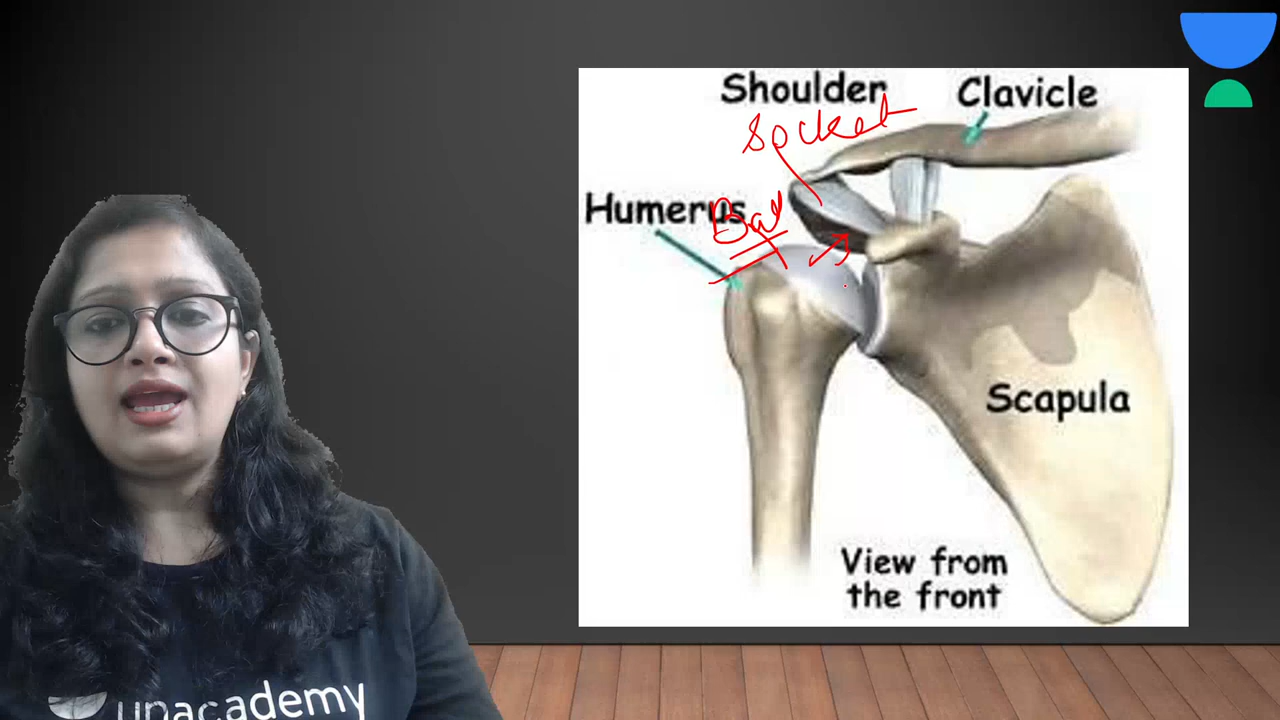 Shoulder
Clavicle
Socket
Humerus
Ball
Scapula
View from
the front
unacademy